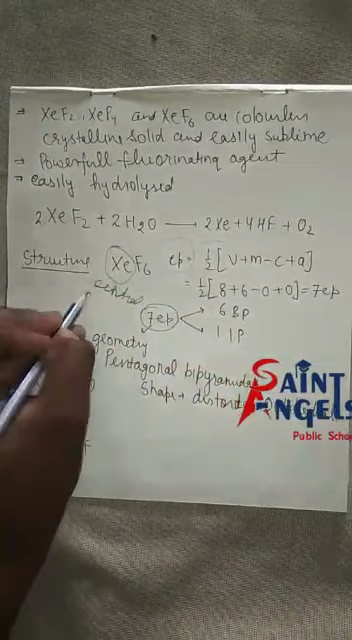 → XeF2, XeF4 and XeF6 are colourless
crystalline solid and easily sublime
→ Powerfull fluorinating agent
→ easily hydrolysed
2XeF2 + 2H2O → 2Xe + 4HF + O2
Structure XeF6 ep = 1/2 [V+m-c+a]
central = 1/2 [8+6-0+0] = 7ep
7ep 6 BP
1 lP
geometry
Pentagonal bipyramidal
Shape → distorted
SAINT
ANGELS
Public School